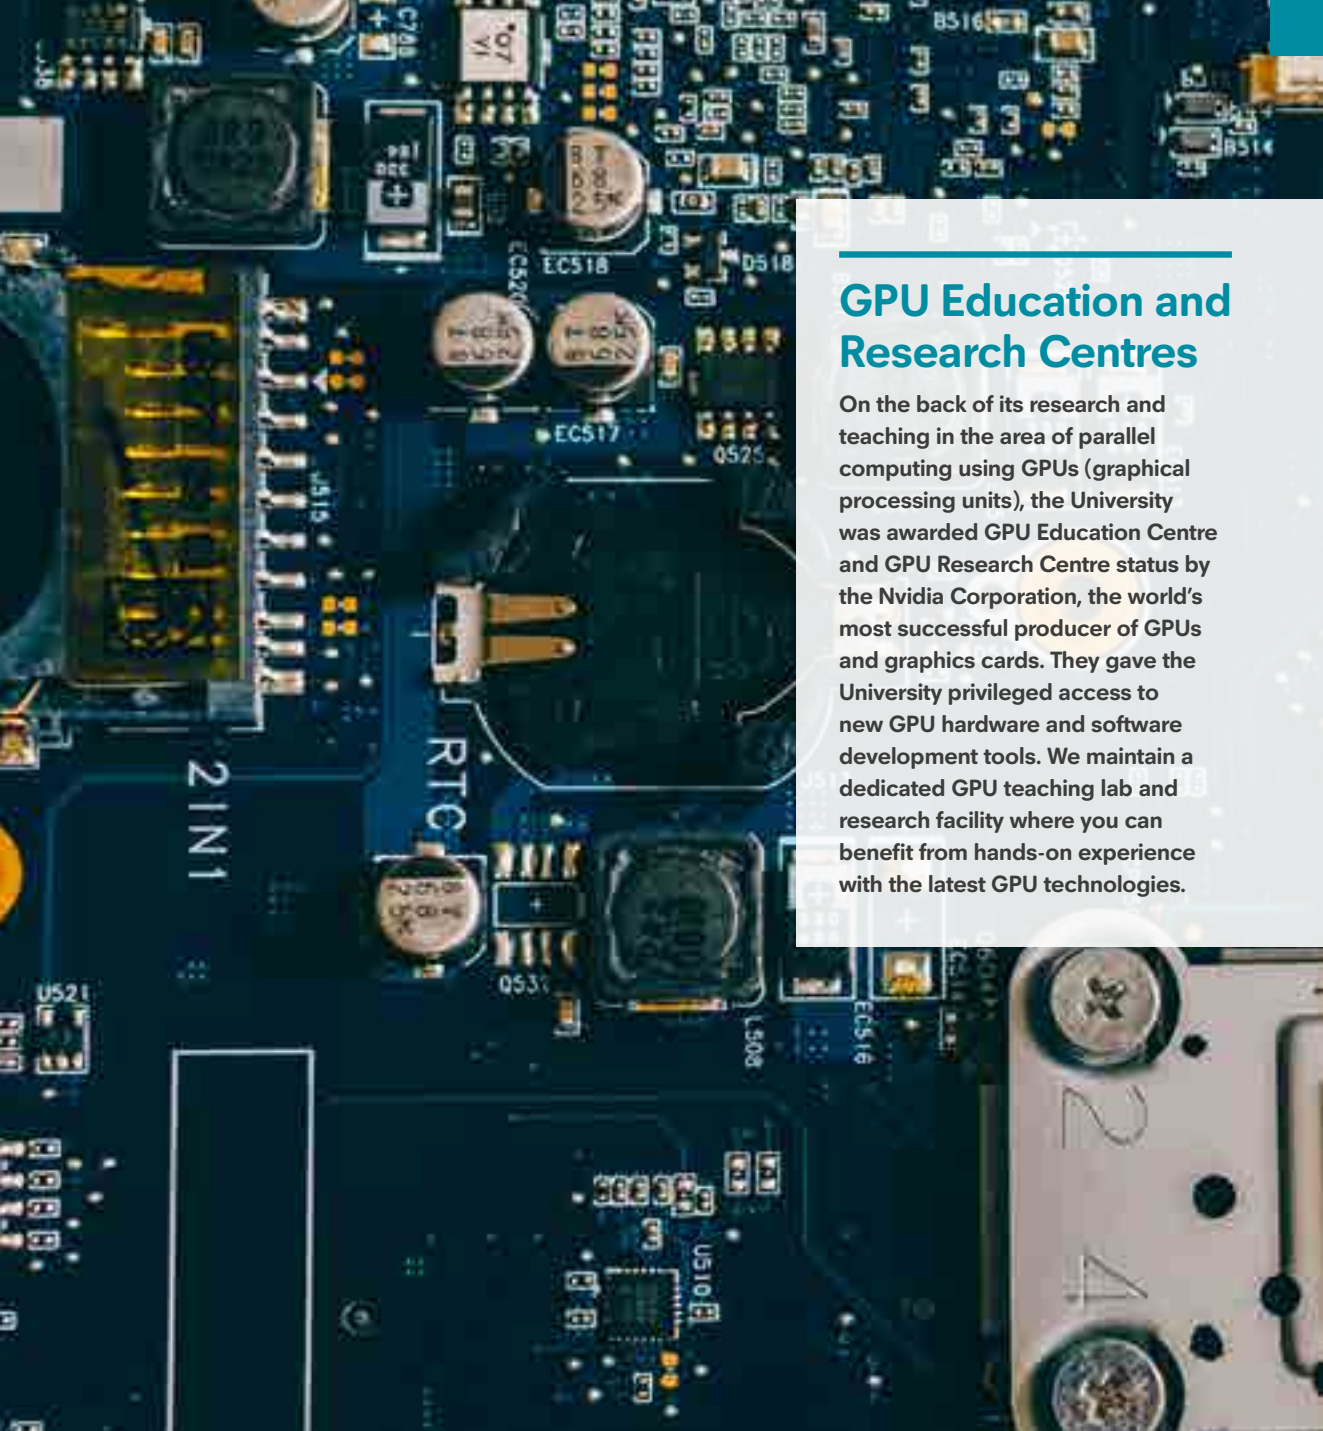 B516
B514
EC518
D518
EC517
Q525
J515
RTC
2IN1
U521
L508
EC516
U510
2
4
GPU Education and
Research Centres
On the back of its research and
teaching in the area of parallel
computing using GPUs (graphical
processing units), the University
was awarded GPU Education Centre
and GPU Research Centre status by
the Nvidia Corporation, the world's
most successful producer of GPUs
and graphics cards. They gave the
University privileged access to
new GPU hardware and software
development tools. We maintain a
dedicated GPU teaching lab and
research facility where you can
benefit from hands-on experience
with the latest GPU technologies.